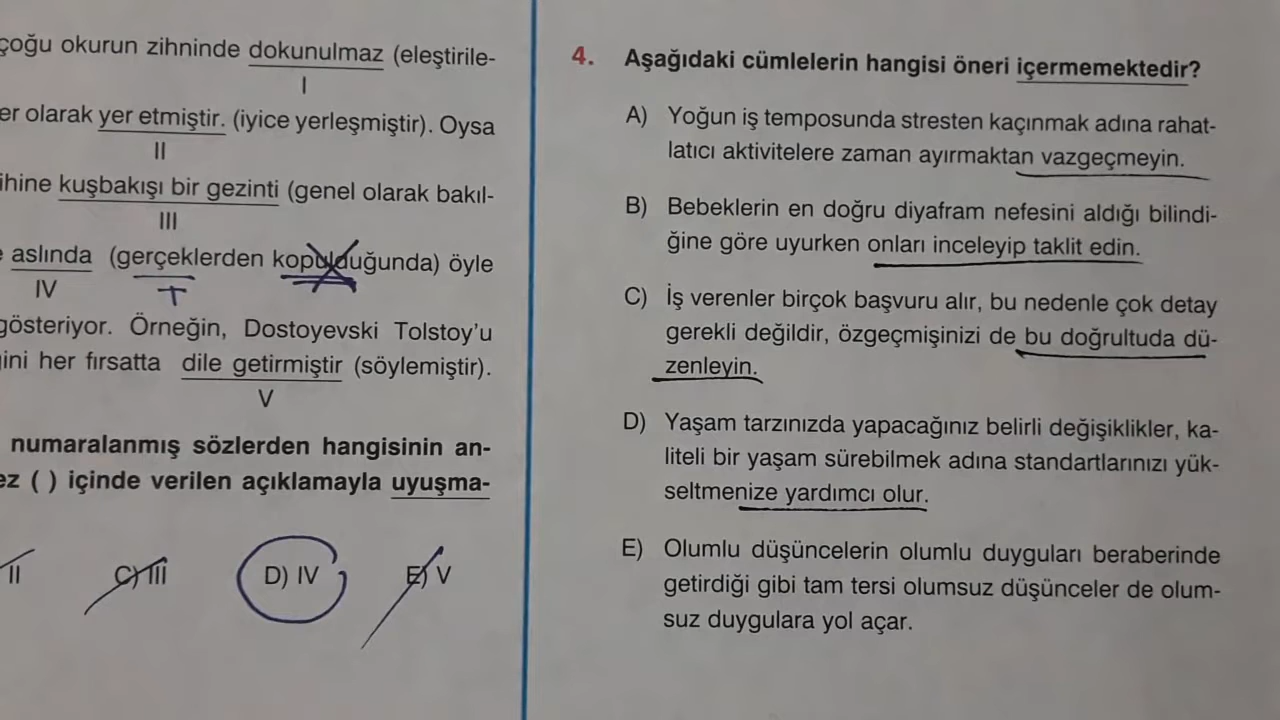 çoğu okurun zihninde dokunulmaz (eleştirile-
I
er olarak yer etmiştir. (iyice yerleşmiştir). Oysa
II
ihine kuşbakışı bir gezinti (genel olarak bakıl-
III
aslında (gerçeklerden kopulduğunda) öyle
IV
T
gösteriyor. Örneğin, Dostoyevski Tolstoy'u
ini her fırsatta dile getirmiştir (söylemiştir).
V
numaralanmış sözlerden hangisinin an-
ez ( ) içinde verilen açıklamayla uyuşma-
II C) III D) IV E) V
4. Aşağıdaki cümlelerin hangisi öneri içermemektedir?
A) Yoğun iş temposunda stresten kaçınmak adına rahat-
latıcı aktivitelere zaman ayırmaktan vazgeçmeyin.
B) Bebeklerin en doğru diyafram nefesini aldığı bilindi-
ğine göre uyurken onları inceleyip taklit edin.
C) İş verenler birçok başvuru alır, bu nedenle çok detay
gerekli değildir, özgeçmişinizi de bu doğrultuda dü-
zenleyin.
D) Yaşam tarzınızda yapacağınız belirli değişiklikler, ka-
liteli bir yaşam sürebilmek adına standartlarınızı yük-
seltmenize yardımcı olur.
E) Olumlu düşüncelerin olumlu duyguları beraberinde
getirdiği gibi tam tersi olumsuz düşünceler de olum-
suz duygulara yol açar.